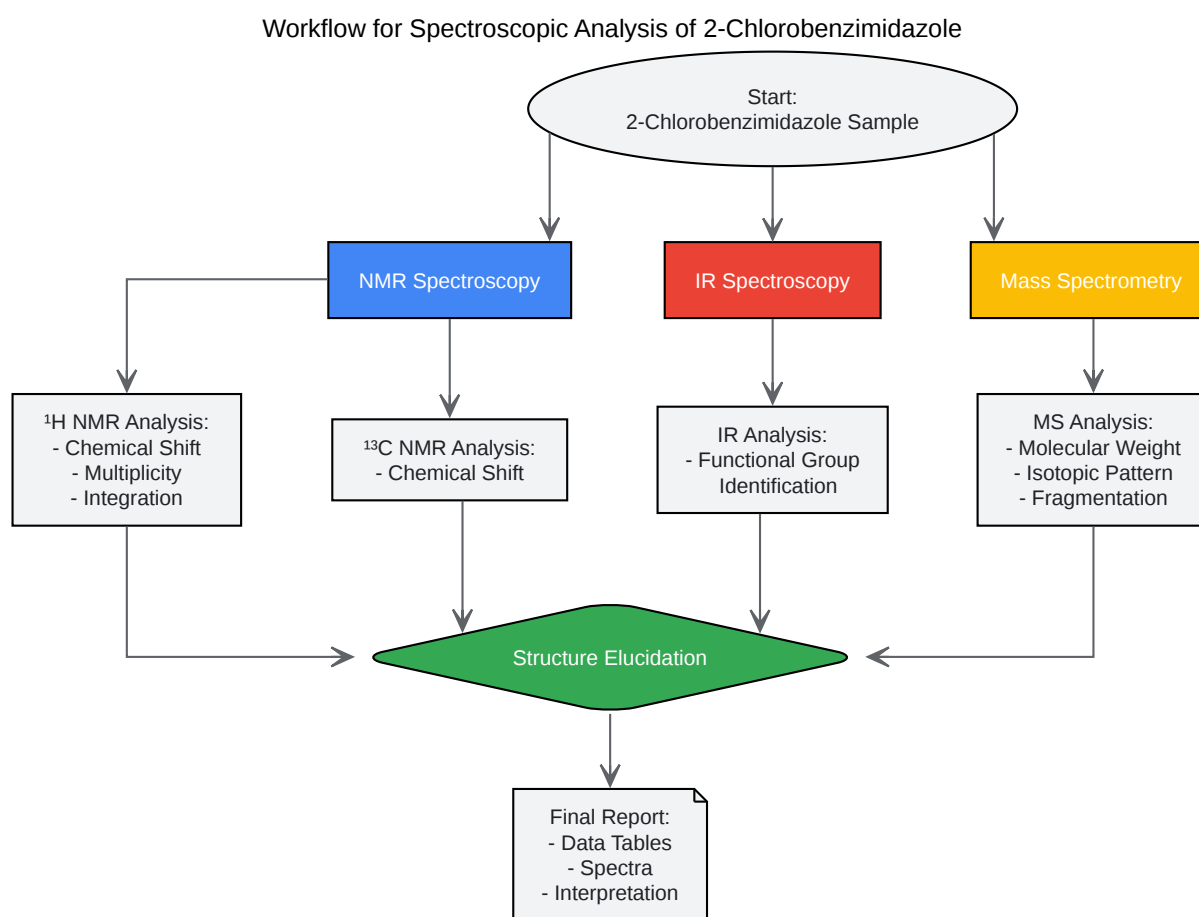 Workflow for Spectroscopic Analysis of 2-Chlorobenzimidazole
Start:
2-Chlorobenzimidazole Sample
NMR Spectroscopy
IR Spectroscopy
Mass Spectrometry
¹H NMR Analysis:
- Chemical Shift
- Multiplicity
- Integration
¹³C NMR Analysis:
- Chemical Shift
IR Analysis:
- Functional Group
Identification
MS Analysis:
- Molecular Weight
- Isotopic Pattern
- Fragmentation
Structure Elucidation
Final Report:
- Data Tables
- Spectra
- Interpretation